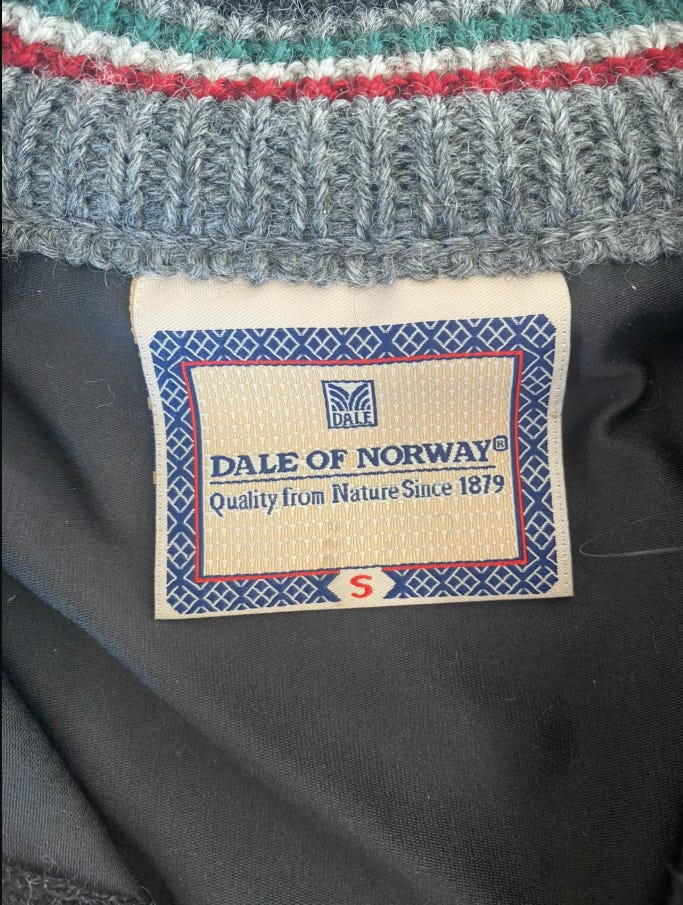 DALE
DALE OF NORWAY®
Quality from Nature Since 1879
S